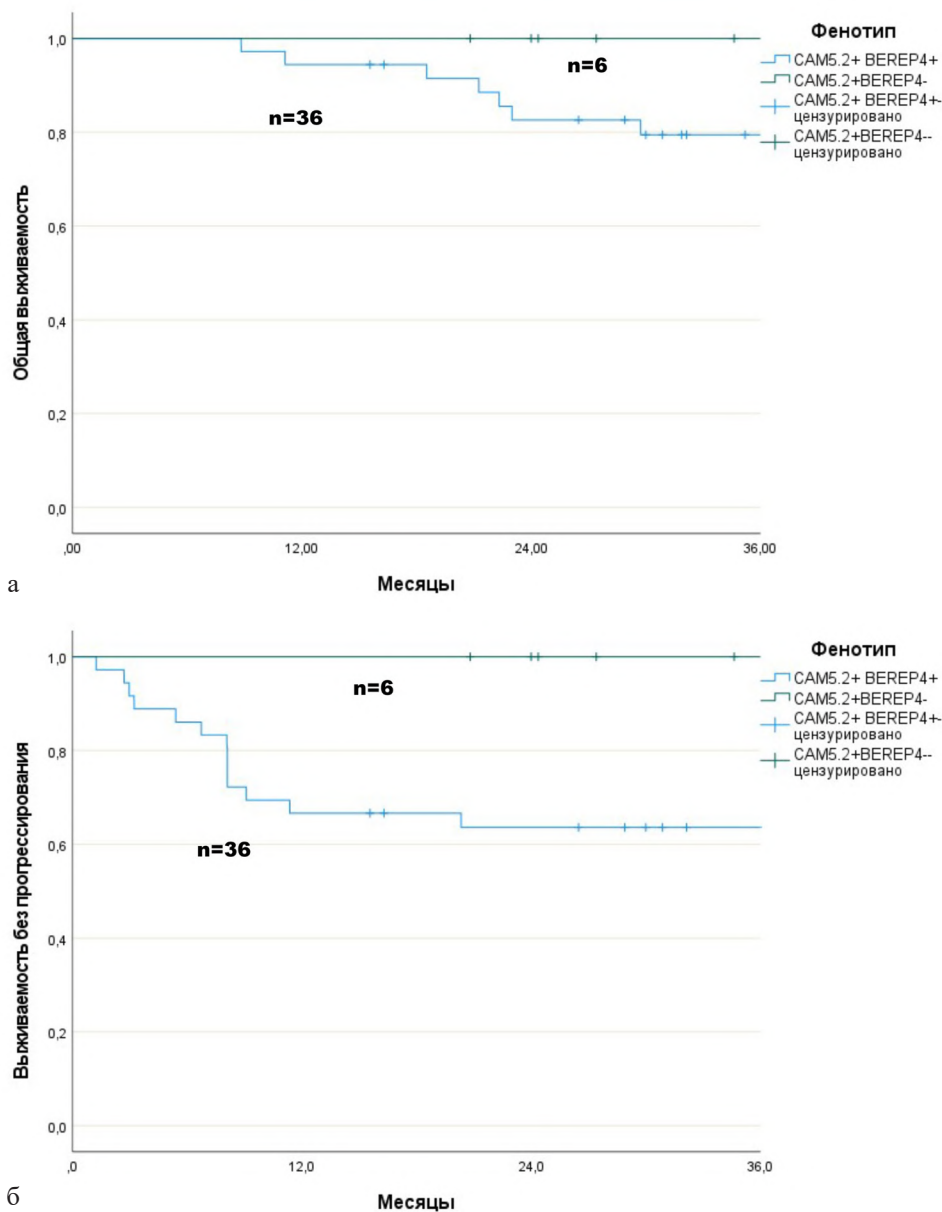 Фенотип
CAM5.2+ BEREP4+
CAM5.2+BEREP4-
CAM5.2+ BEREP4+-
цензурировано
CAM5.2+BEREP4--
цензурировано
1,0
0,8
0,6
0,4
0,2
0,0
n=6
n=36
Общая выживаемость
,00
12,00
24,00
36,00
Месяцы
а
Фенотип
CAM5.2+ BEREP4+
CAM5.2+BEREP4-
CAM5.2+ BEREP4+-
цензурировано
CAM5.2+BEREP4--
цензурировано
1,0
0,8
0,6
0,4
0,2
0,0
n=6
n=36
Выживаемость без прогрессирования
,0
12,0
24,0
36,0
Месяцы
б